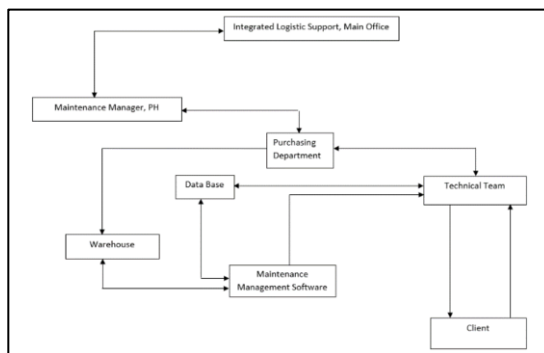 Integrated Logistic Support, Main Office
Maintenance Manager, PH
Purchasing
Department
Data Base
Technical Team
Warehouse
Maintenance
Management Software
Client